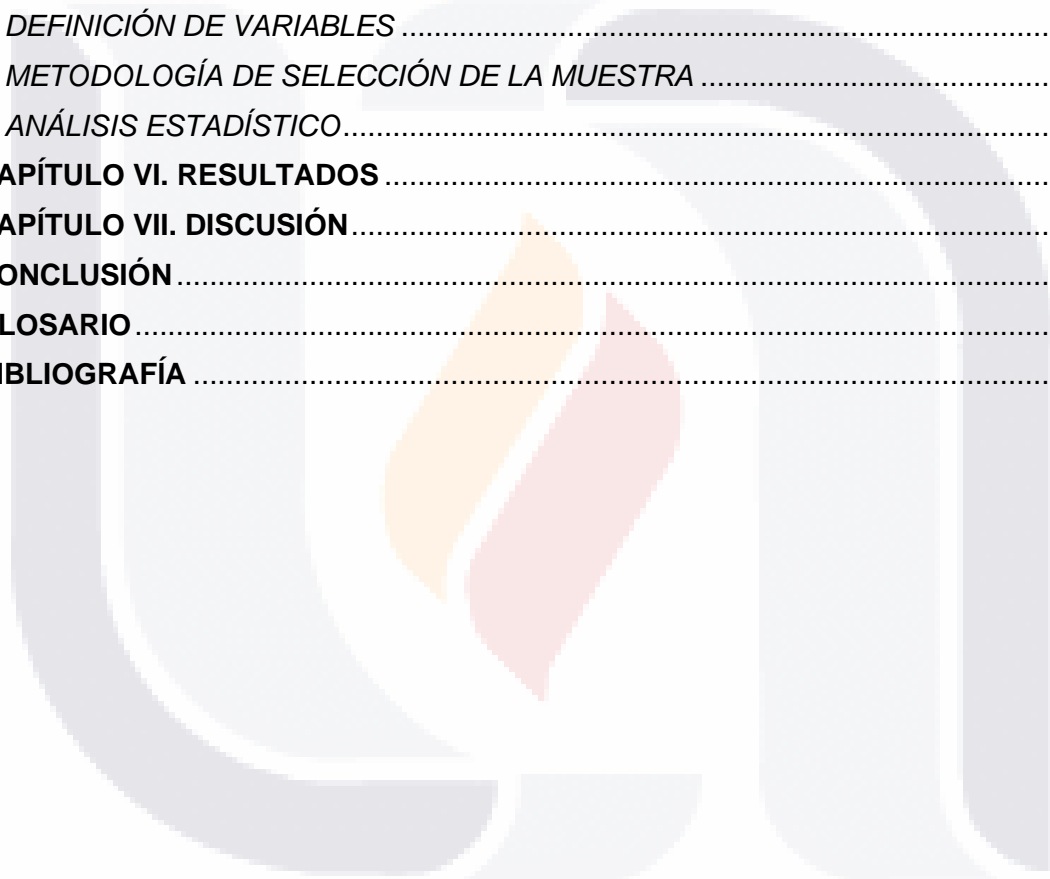 DEFINICIÓN DE VARIABLES ........................................................................
METODOLOGÍA DE SELECCIÓN DE LA MUESTRA ......................................
ANÁLISIS ESTADÍSTICO...............................................................................
APÍTULO VI. RESULTADOS .........................................................................
APÍTULO VII. DISCUSIÓN.............................................................................
ONCLUSIÓN..................................................................................................
LOSARIO.......................................................................................................
IBLIOGRAFÍA ................................................................................................